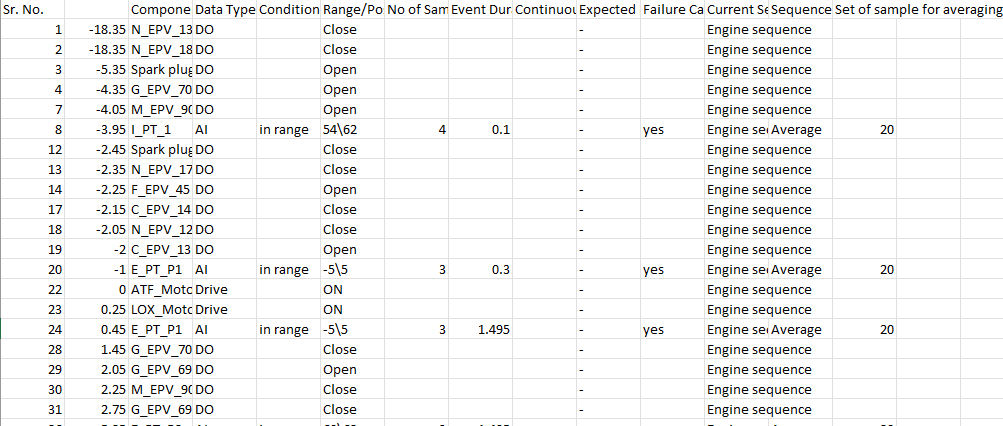 Sr. No. Compone Data Type Condition Range/Po No of Sam Event Dur Continuou Expected Failure Ca Current Se Sequence Set of sample for averaging
1 -18.35 N_EPV_13 DO Close - Engine sequence
2 -18.35 N_EPV_18 DO Close - Engine sequence
3 -5.35 Spark plug DO Open - Engine sequence
4 -4.35 G_EPV_70 DO Open - Engine sequence
7 -4.05 M_EPV_90 DO Open - Engine sequence
8 -3.95 I_PT_1 AI in range 54\62 4 0.1 - yes Engine se Average 20
12 -2.45 Spark plug DO Close - Engine sequence
13 -2.35 N_EPV_17 DO Close - Engine sequence
14 -2.25 F_EPV_45 DO Open - Engine sequence
17 -2.15 C_EPV_14 DO Close - Engine sequence
18 -2.05 N_EPV_12 DO Close - Engine sequence
19 -2 C_EPV_13 DO Open - Engine sequence
20 -1 E_PT_P1 AI in range -5\5 3 0.3 - yes Engine se Average 20
22 0 ATF_Moto Drive ON - Engine sequence
23 0.25 LOX_Moto Drive ON - Engine sequence
24 0.45 E_PT_P1 AI in range -5\5 3 1.495 - yes Engine se Average 20
28 1.45 G_EPV_70 DO Close - Engine sequence
29 2.05 G_EPV_69 DO Open - Engine sequence
30 2.25 M_EPV_90 DO Close - Engine sequence
31 2.75 G_EPV_69 DO Close - Engine sequence